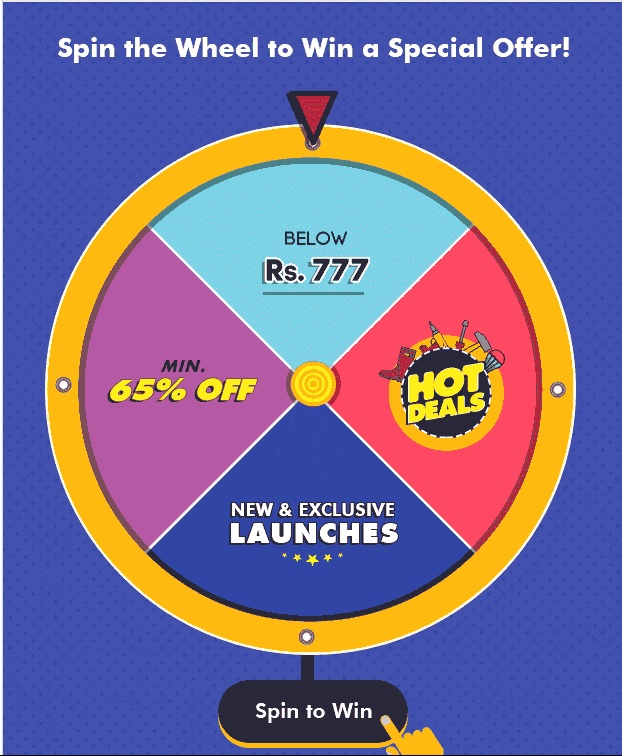 Spin the Wheel to Win a Special Offer!
BELOW
Rs. 777
MIN.
65% OFF
HOT
DEALS
NEW & EXCLUSIVE
LAUNCHES
Spin to Win